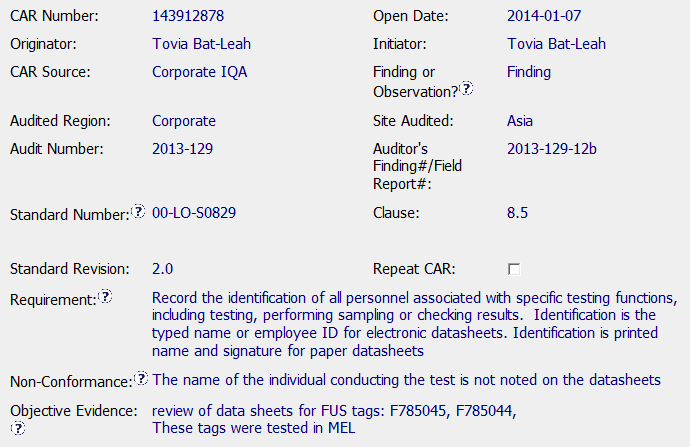 CAR Number: 143912878 Open Date: 2014-01-07
Originator: Tovia Bat-Leah Initiator: Tovia Bat-Leah
CAR Source: Corporate IQA Finding or Observation?? Finding
Audited Region: Corporate Site Audited: Asia
Audit Number: 2013-129 Auditor's Finding#/Field Report#: 2013-129-12b
Standard Number:? 00-LO-S0829 Clause: 8.5
Standard Revision: 2.0 Repeat CAR:
Requirement:? Record the identification of all personnel associated with specific testing functions,
including testing, performing sampling or checking results.  Identification is the
typed name or employee ID for electronic datasheets. Identification is printed
name and signature for paper datasheets
Non-Conformance:? The name of the individual conducting the test is not noted on the datasheets
Objective Evidence:? review of data sheets for FUS tags: F785045, F785044,
These tags were tested in MEL